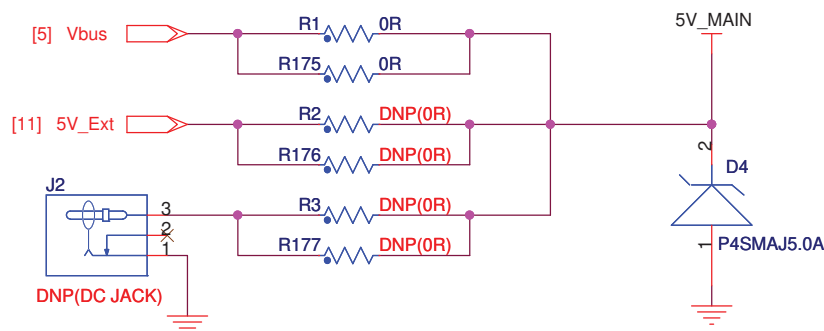 [5] Vbus
R1 0R
5V_MAIN
R175 0R
[11] 5V_Ext
R2 DNP(0R)
2
R176 DNP(0R)
D4
J2
3
R3 DNP(0R)
2
1
R177 DNP(0R)
1
P4SMAJ5.0A
DNP(DC JACK)